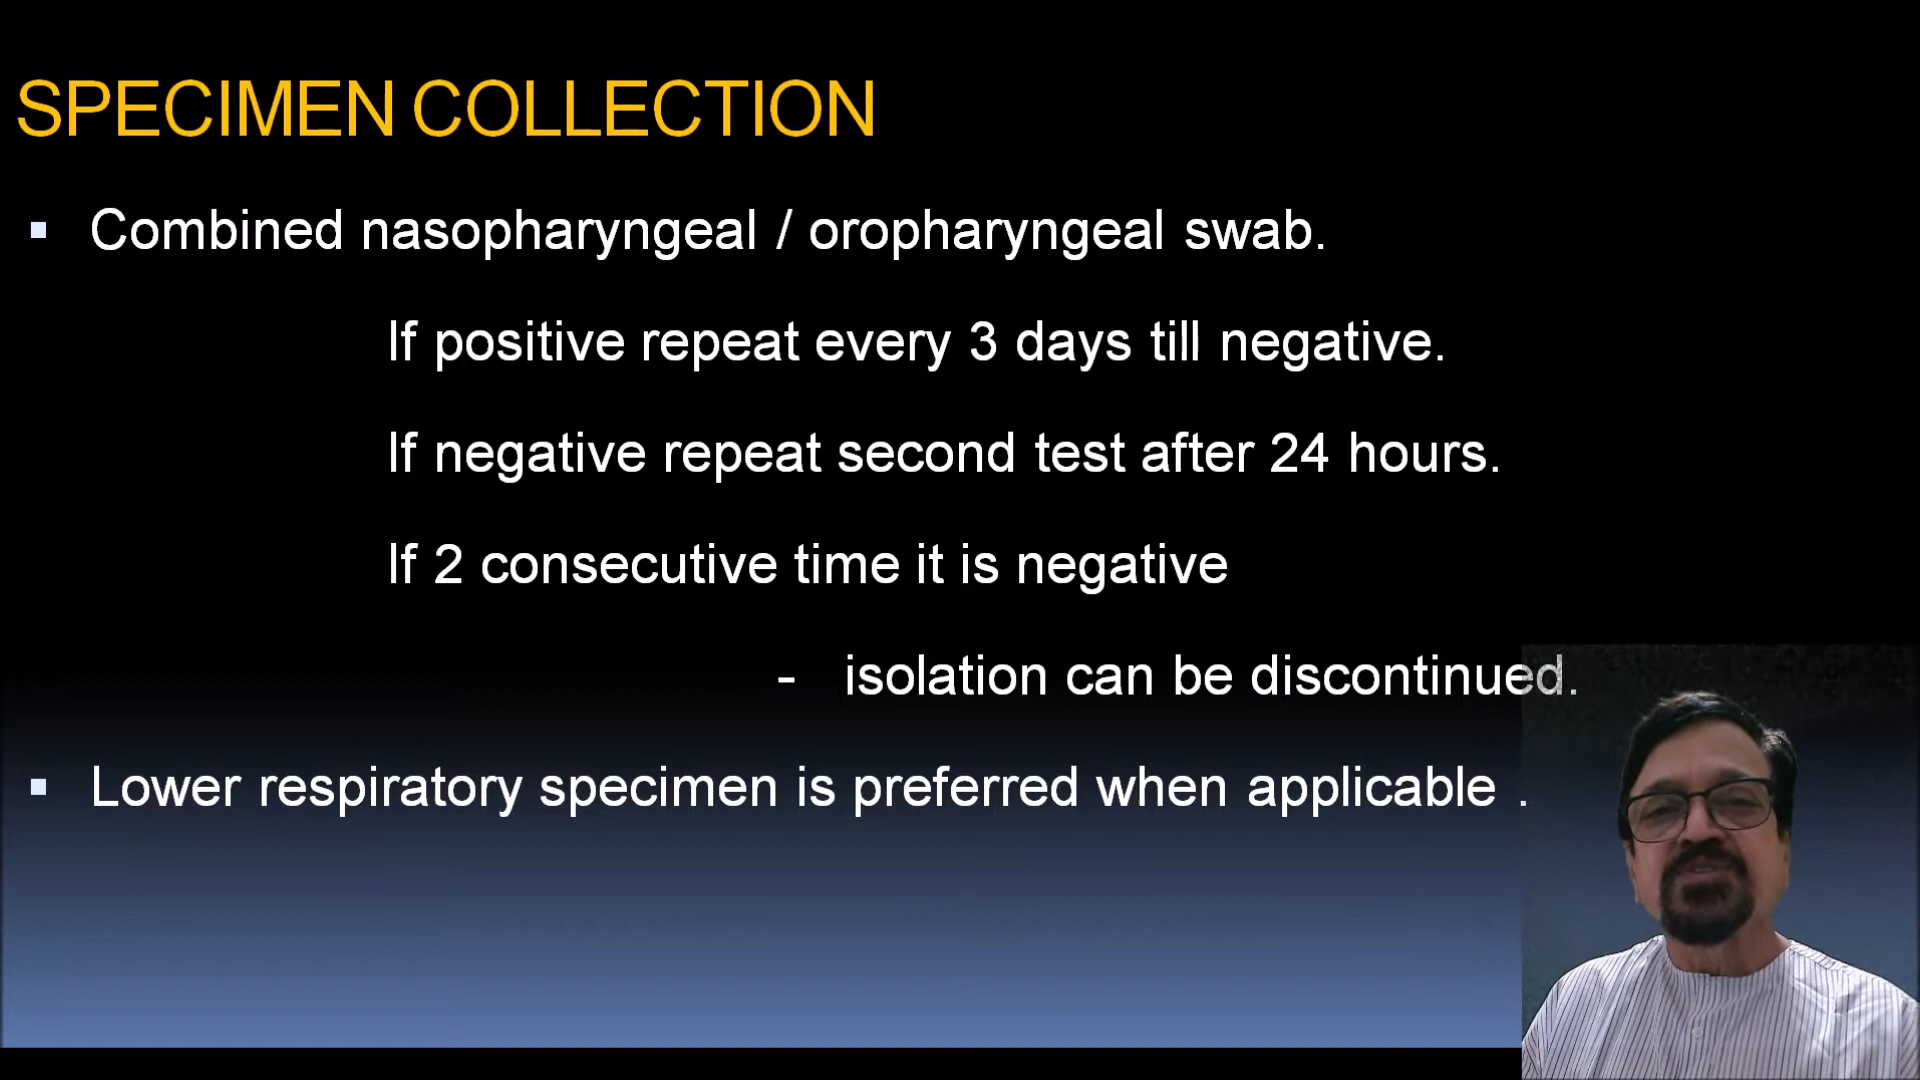 SPECIMEN COLLECTION
▪ Combined nasopharyngeal / oropharyngeal swab.
If positive repeat every 3 days till negative.
If negative repeat second test after 24 hours.
If 2 consecutive time it is negative
- isolation can be discontinued.
▪ Lower respiratory specimen is preferred when applicable .